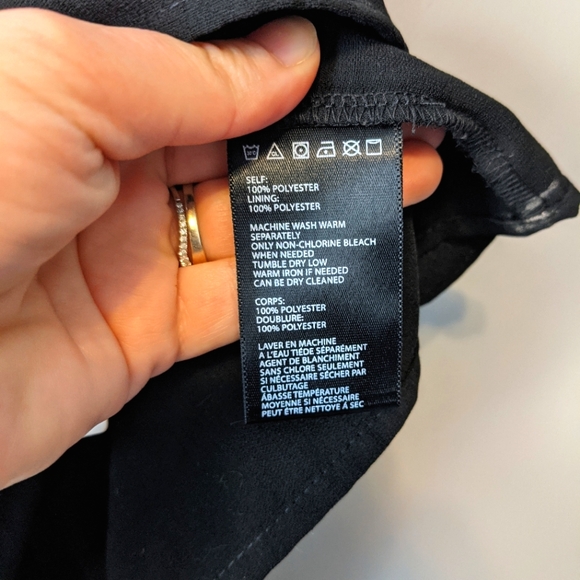 SELF:
100% POLYESTER
LINING:
100% POLYESTER
MACHINE WASH WARM
SEPARATELY
ONLY NON-CHLORINE BLEACH
WHEN NEEDED
TUMBLE DRY LOW
WARM IRON IF NEEDED
CAN BE DRY CLEANED
CORPS:
100% POLYESTER
DOUBLURE:
100% POLYESTER
LAVER EN MACHINE
A L'EAU TIÉDE SÉPARÉMENT
AGENT DE BLANCHIMENT
SANS CHLORE SEULEMENT
SI NÉCESSAIRE SÉCHER PAR
CULBUTAGE
ÀBASSE TEMPÉRATURE
MOYENNE SI NÉCESSAIRE
PEUT ÊTRE NETTOYÉ Á SEC